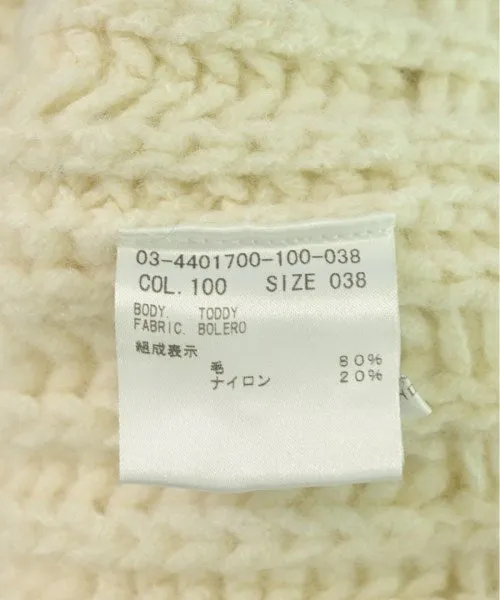 03-4401700-100-038
COL. 100 SIZE 038
BODY. TODDY
FABRIC. BOLERO
組成表示
毛 80%
ナイロン 20%